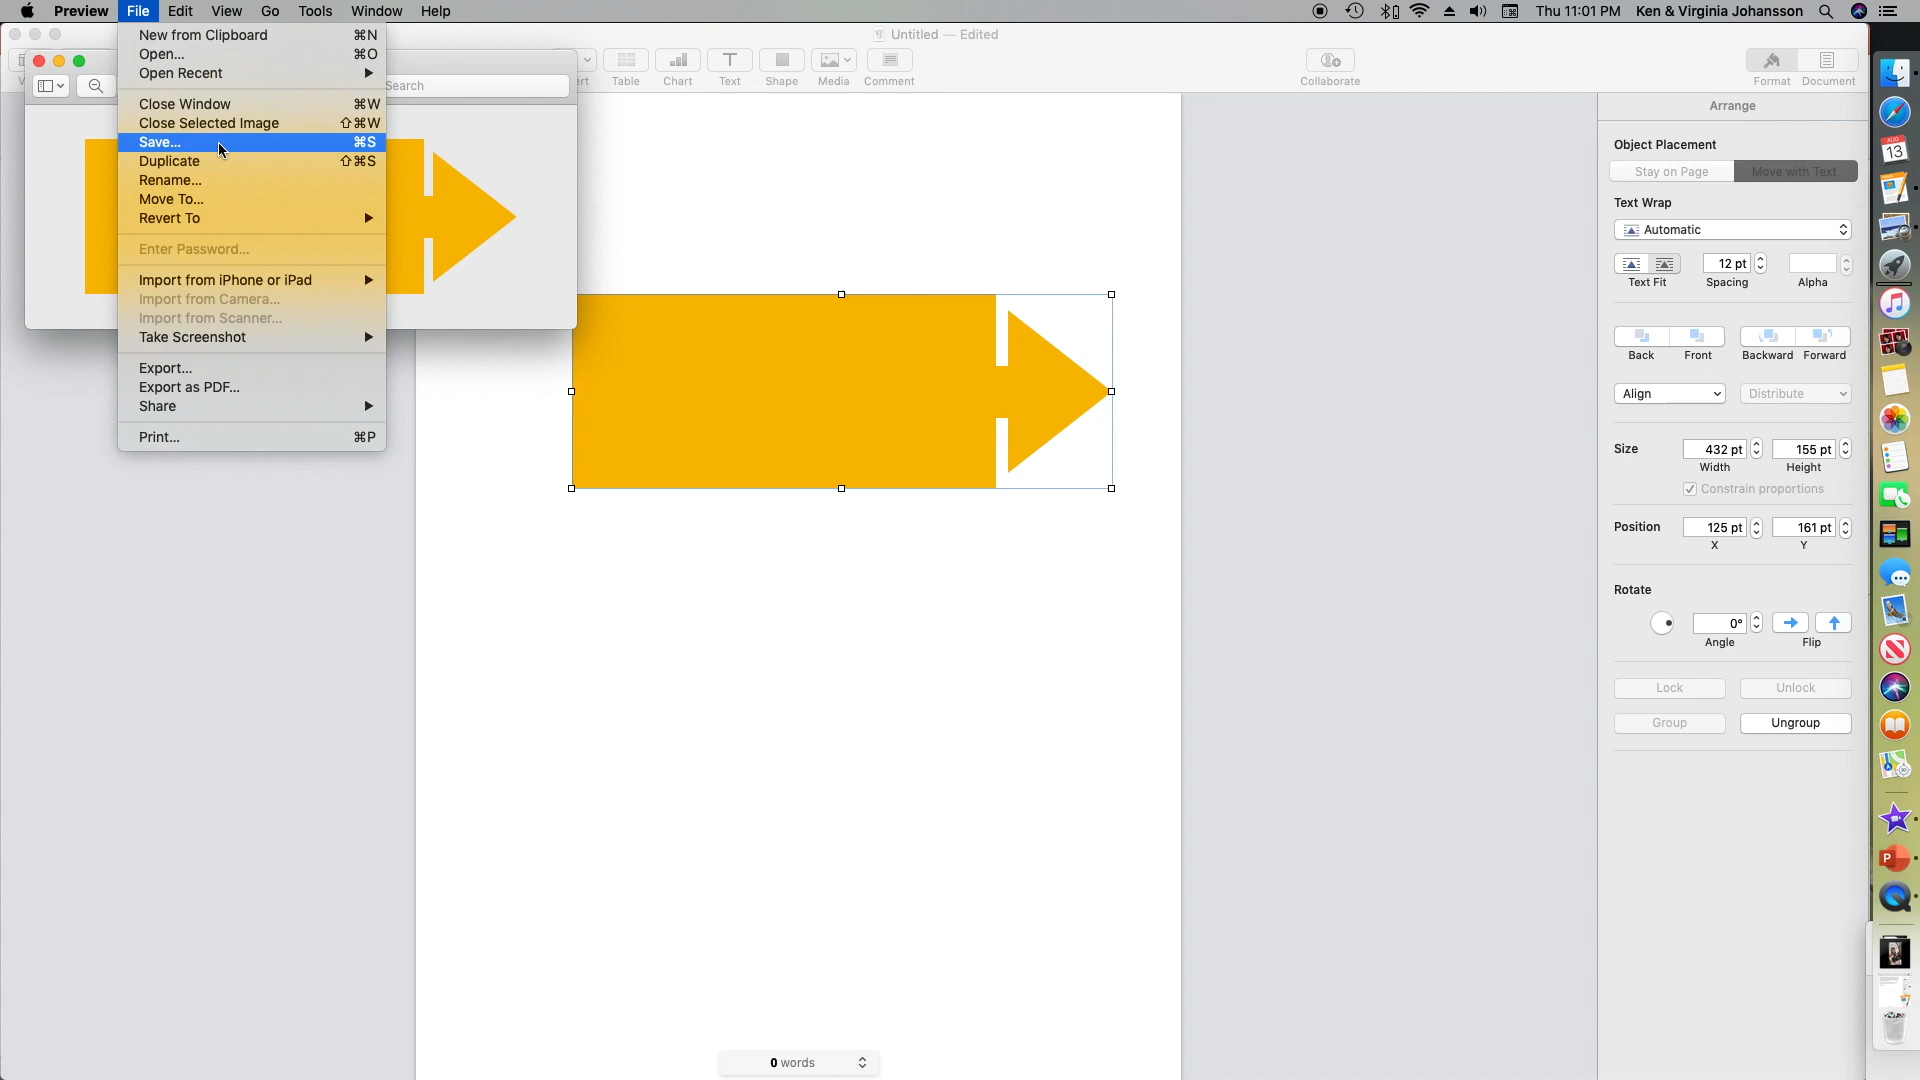 Preview File Edit View Go Tools Window Help Thu 11:01 PM Ken & Virginia Johansson
Untitled — Edited
New from Clipboard ⌘N
Open... ⌘O
Open Recent
Close Window ⌘W
Close Selected Image ⇧⌘W
Save... ⌘S
Duplicate ⇧⌘S
Rename...
Move To...
Revert To
Enter Password...
Import from iPhone or iPad
Import from Camera...
Import from Scanner...
Take Screenshot
Export...
Export as PDF...
Share
Print... ⌘P
Search
Table Chart Text Shape Media Comment
Collaborate
Format Document
Arrange
Object Placement
Stay on Page Move with Text
Text Wrap
Automatic
12 pt
Text Fit Spacing Alpha
Back Front Backward Forward
Align Distribute
Size 432 pt 155 pt
Width Height
Constrain proportions
Position 125 pt 161 pt
X Y
Rotate
0°
Angle Flip
Lock Unlock
Group Ungroup
0 words
AUG
13
P